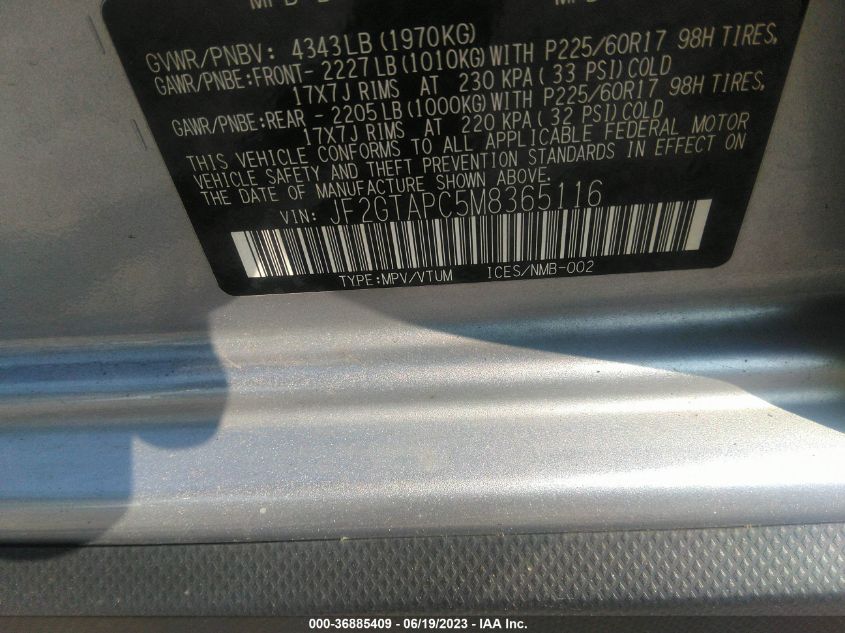 GVWR/PNBV: 4343LB(1970KG)
GAWR/PNBE:FRONT-2227LB(1010KG)WITH P225/60R17 98H TIRES,
17X7J RIMS AT 230 KPA(33 PSI)COLD
GAWR/PNBE:REAR -2205LB(1000KG)WITH P225/60R17 98H TIRES,
17X7J RIMS AT 220 KPA(32 PSI)COLD
THIS VEHICLE CONFORMS TO ALL APPLICABLE FEDERAL MOTOR
VEHICLE SAFETY AND THEFT PREVENTION STANDARDS IN EFFECT ON
THE DATE OF MANUFACTURE SHOWN ABOVE.
VIN: JF2GTAPC5M8365116
TYPE:MPV/VTUM ICES/NMB-002
000-36885409 - 06/19/2023 - IAA Inc.